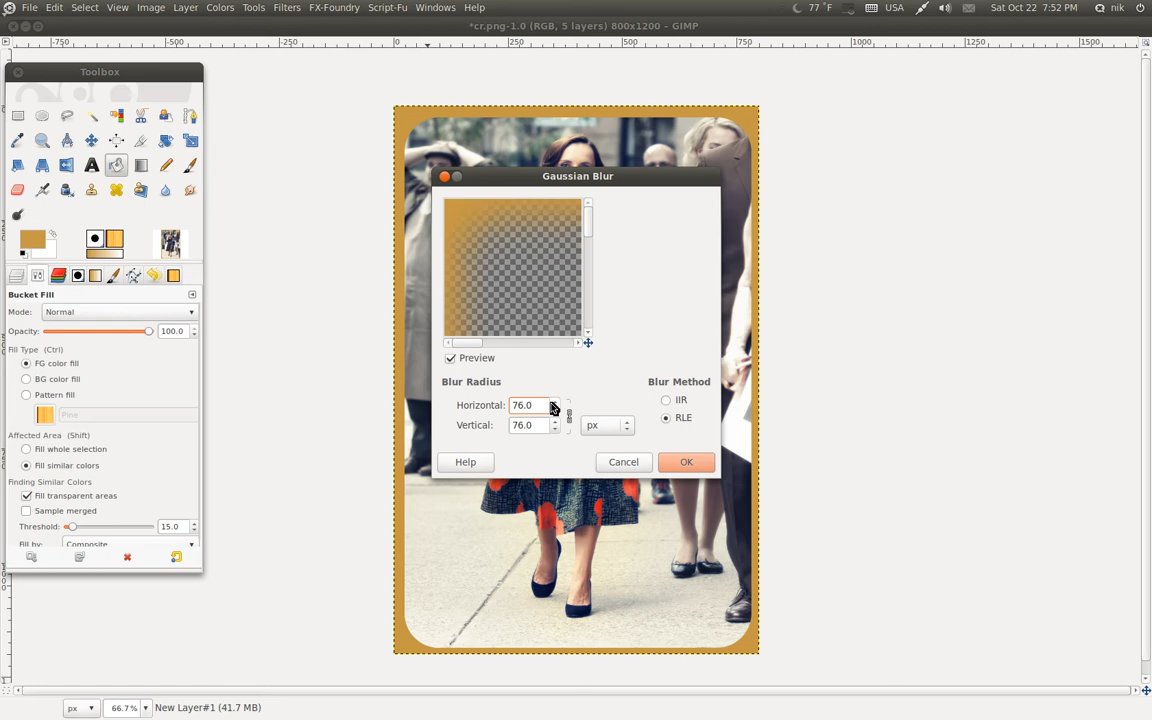 File Edit Select View Image Layer Colors Tools Filters FX-Foundry Script-Fu Windows Help 77 °F USA Sat Oct 22 7:52 PM nik
*cr.png-1.0 (RGB, 5 layers) 800x1200 – GIMP
-750 -500 -250 0 250 500 750 1000 1250 1500
Toolbox
Gaussian Blur
Bucket Fill
Mode: Normal
Opacity: 100.0
Fill Type (Ctrl)
FG color fill
BG color fill
Pattern fill
Pine
Affected Area (Shift)
Fill whole selection
Fill similar colors
Finding Similar Colors
Fill transparent areas
Sample merged
Threshold: 15.0
Fill by: Composite
Preview
Blur Radius
Horizontal: 76.0
Vertical: 76.0
px
Blur Method
IIR
RLE
Help Cancel OK
px 66.7% New Layer#1 (41.7 MB)